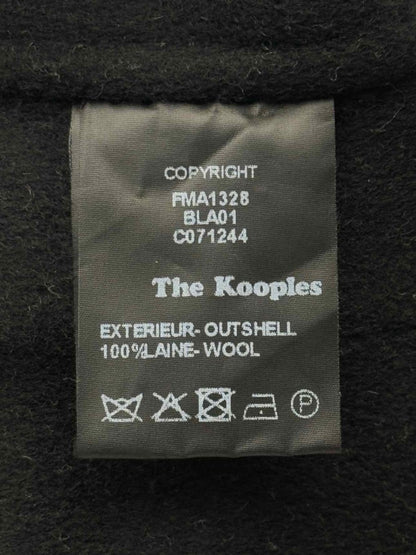 COPYRIGHT
FMA1328
BLA01
C071244
The Kooples
EXTERIEUR- OUTSHELL
100%LAINE- WOOL
P